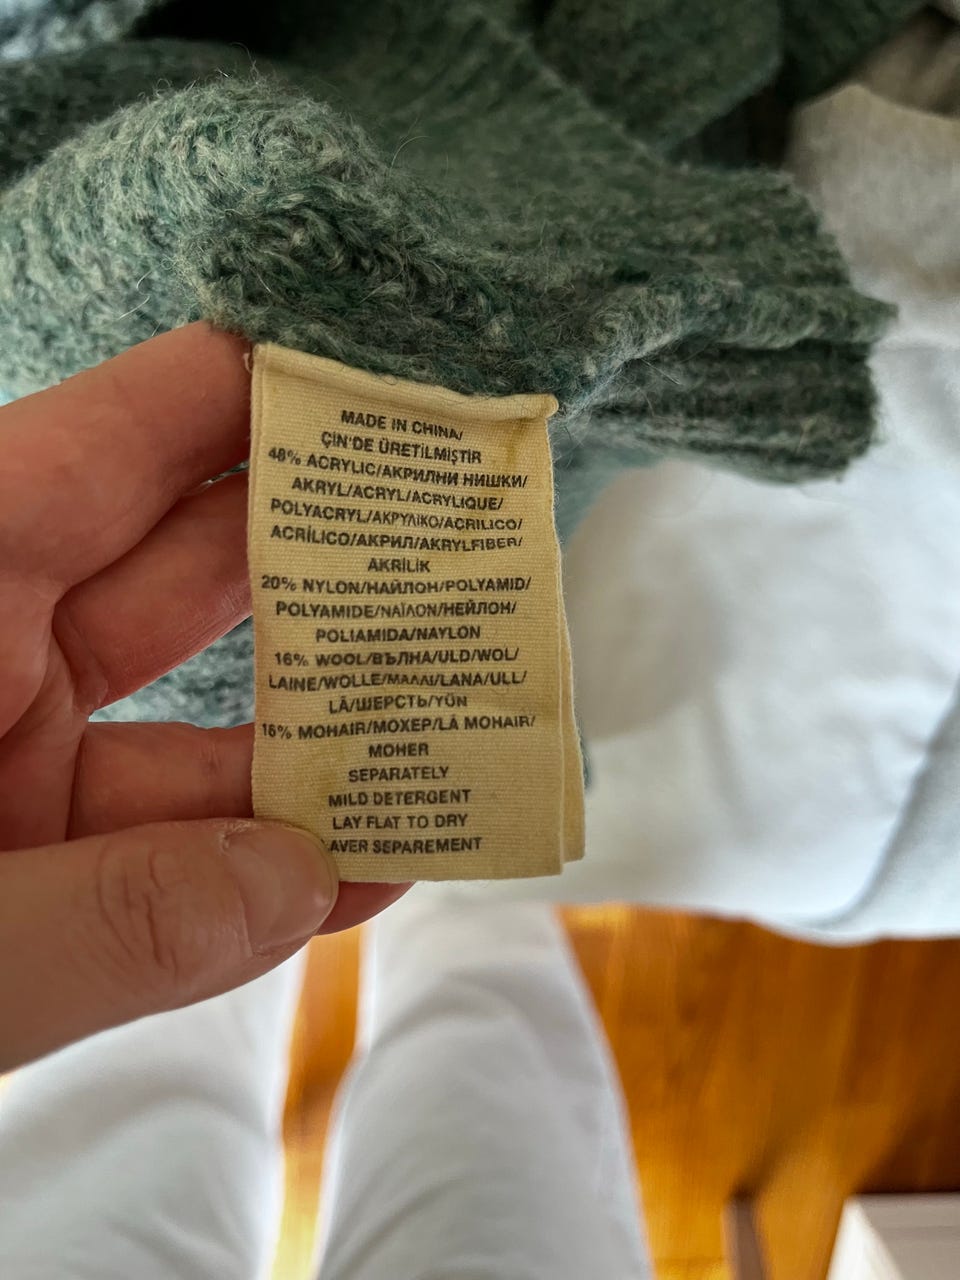 MADE IN CHINA/
ÇİN'DE ÜRETİLMİŞTİR
48% ACRYLIC/АКРИЛНИ НИШКИ/
AKRYL/ACRYL/ACRYLIQUE/
POLYACRYL/ΑΚΡΥΛΙΚΟ/ACRILICO/
ACRÍLICO/АКРИЛ/AKRYLFIBER/
AKRİLİK
20% NYLON/НАЙЛОН/POLYAMID/
POLYAMIDE/ΝΑΪΛΟΝ/НЕЙЛОН/
POLIAMIDA/NAYLON
16% WOOL/ВЪЛНА/ULD/WOL/
LAINE/WOLLE/ΜΑΛΛΙ/LANA/ULL/
LÃ/ШЕРСТЬ/YÜN
16% MOHAIR/МОХЕР/LÃ MOHAIR/
MOHER
SEPARATELY
MILD DETERGENT
LAY FLAT TO DRY
LAVER SEPAREMENT